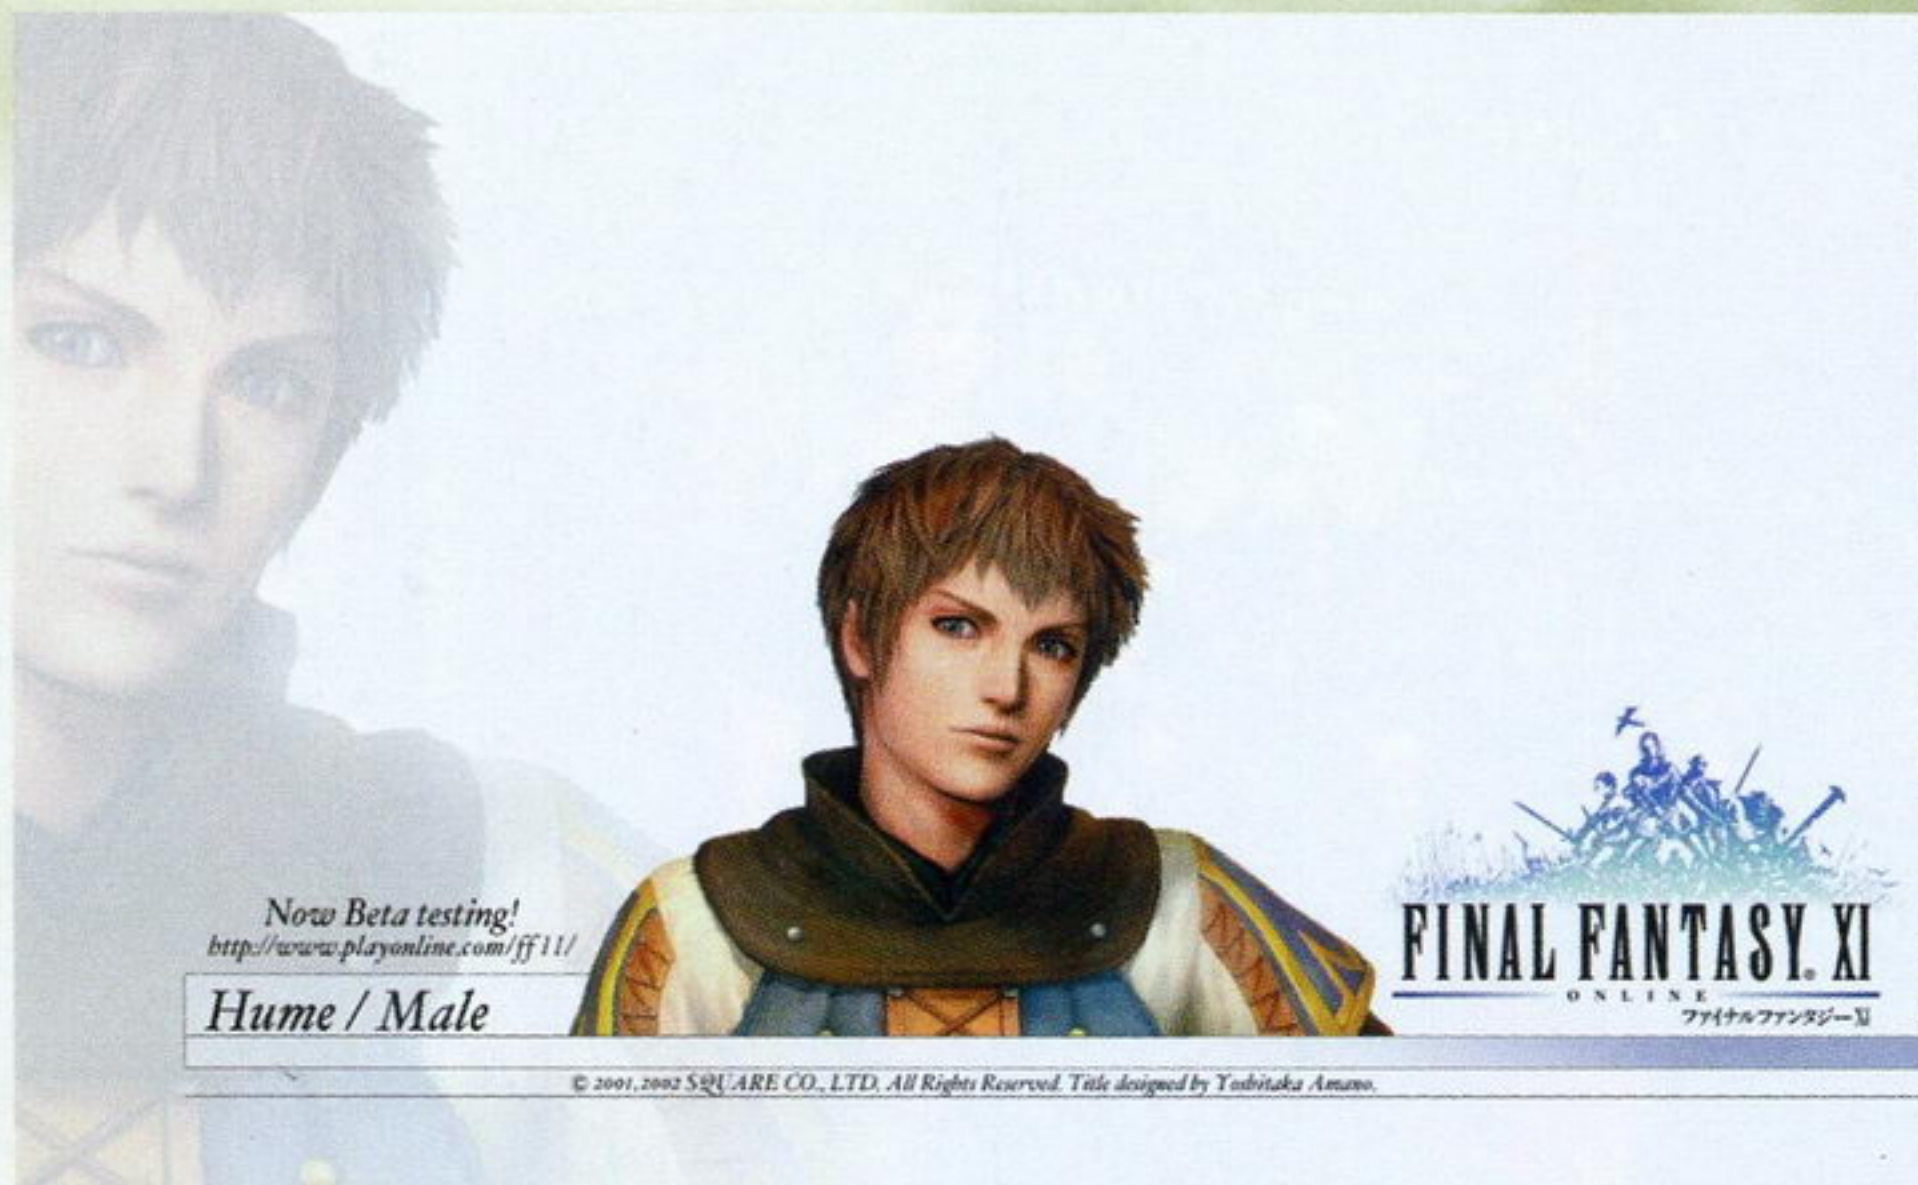 Now Beta testing!
http://www.playonline.com/ff11/
Hume / Male
FINAL FANTASY® XI
ONLINE
ファイナルファンタジーXI
© 2001,2002 SQUARE CO., LTD. All Rights Reserved. Title designed by Yoshitaka Amano.